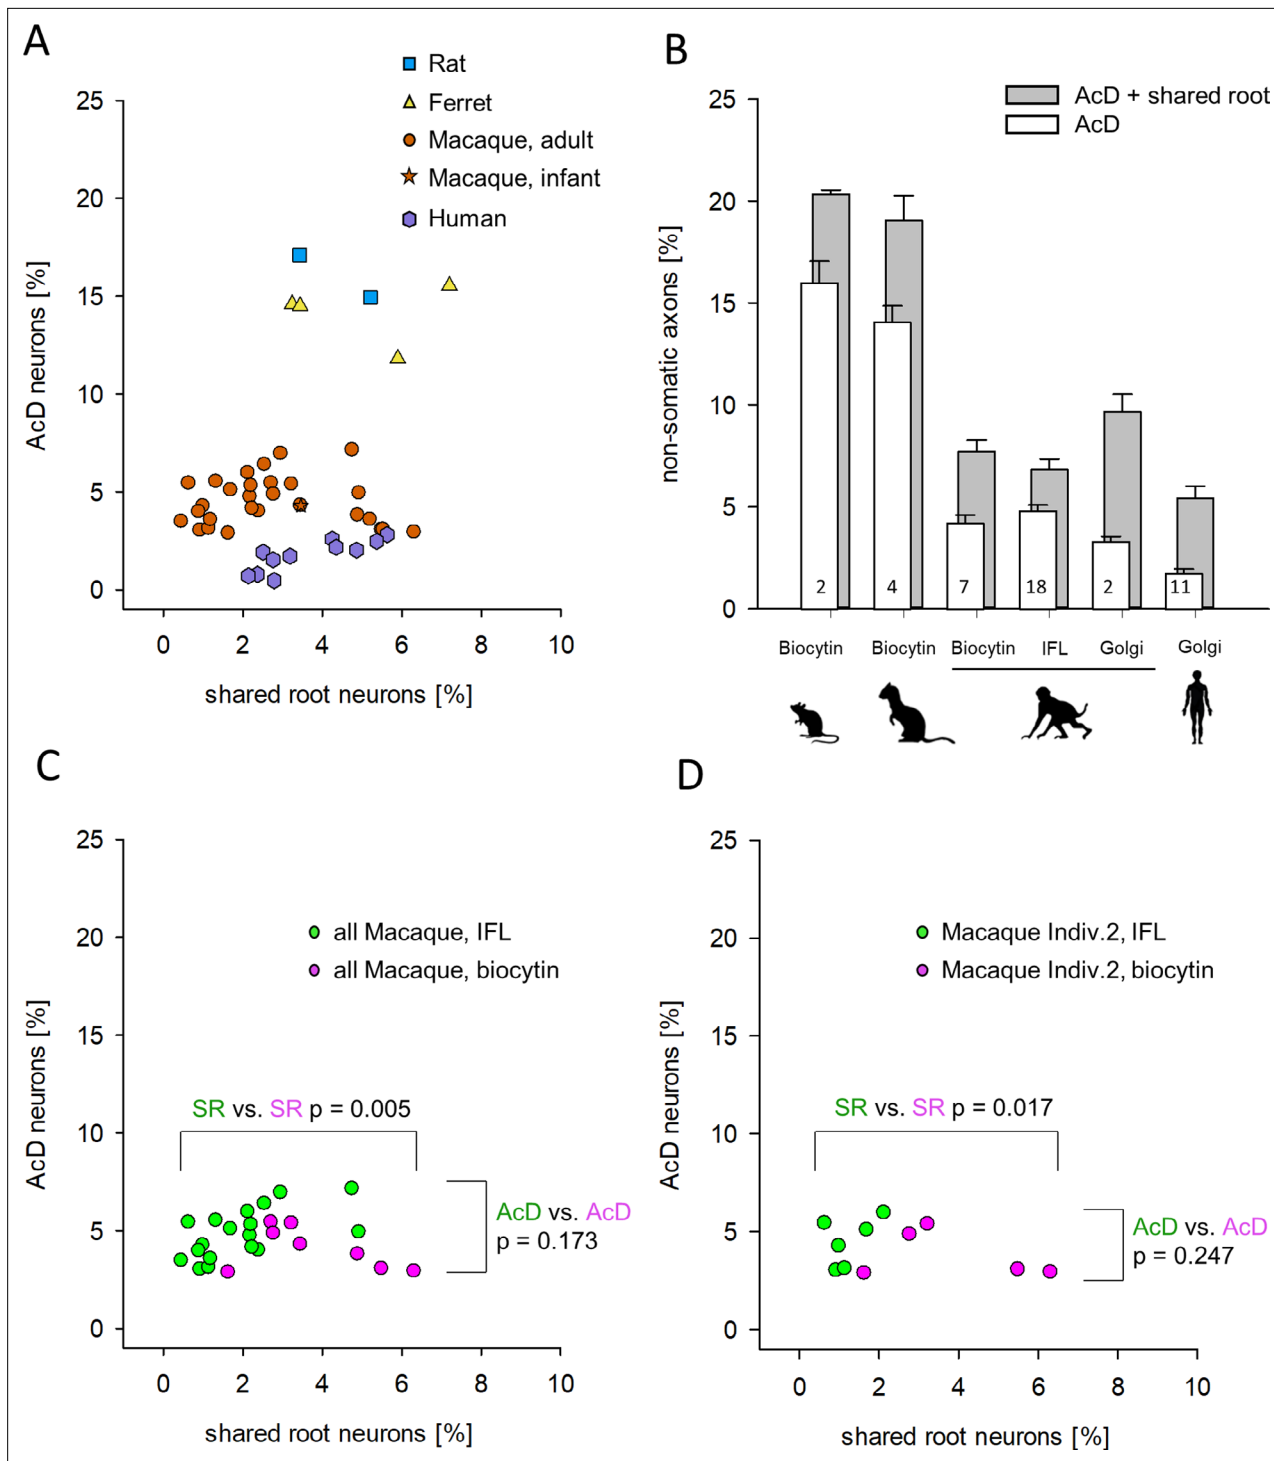 A
Rat
Ferret
Macaque, adult
Macaque, infant
Human
25
20
15
10
5
0
AcD neurons [%]
0 2 4 6 8 10
shared root neurons [%]
B
AcD + shared root
AcD
25
20
15
10
5
0
non-somatic axons [%]
2 4 7 18 2 11
Biocytin Biocytin Biocytin IFL Golgi Golgi
C
all Macaque, IFL
all Macaque, biocytin
25
20
15
10
5
0
AcD neurons [%]
SR vs. SR p = 0.005
AcD vs. AcD
p = 0.173
0 2 4 6 8 10
shared root neurons [%]
D
Macaque Indiv.2, IFL
Macaque Indiv.2, biocytin
25
20
15
10
5
0
AcD neurons [%]
SR vs. SR p = 0.017
AcD vs. AcD
p = 0.247
0 2 4 6 8 10
shared root neurons [%]